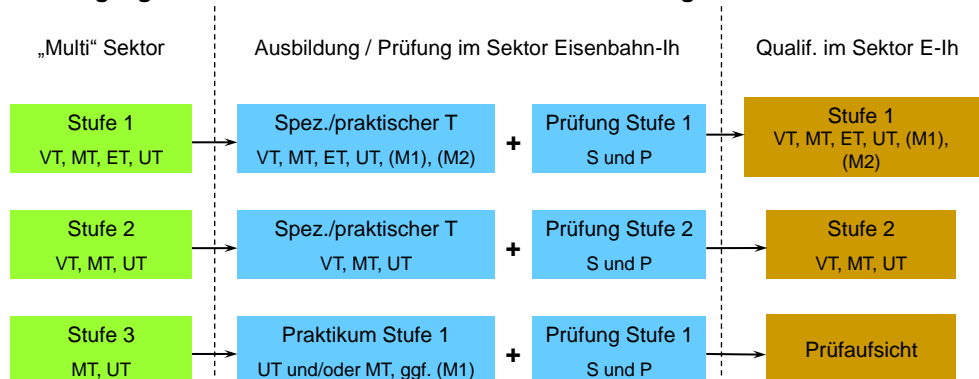 „Multi“ Sektor
Ausbildung / Prüfung im Sektor Eisenbahn-Ih
Qualif. im Sektor E-Ih
Stufe 1
VT, MT, ET, UT
Spez./praktischer T
VT, MT, ET, UT, (M1), (M2)
+
Prüfung Stufe 1
S und P
Stufe 1
VT, MT, ET, UT, (M1),
(M2)
Stufe 2
VT, MT, UT
Spez./praktischer T
VT, MT, UT
+
Prüfung Stufe 2
S und P
Stufe 2
VT, MT, UT
Stufe 3
MT, UT
Praktikum Stufe 1
UT und/oder MT, ggf. (M1)
+
Prüfung Stufe 1
S und P
Prüfaufsicht